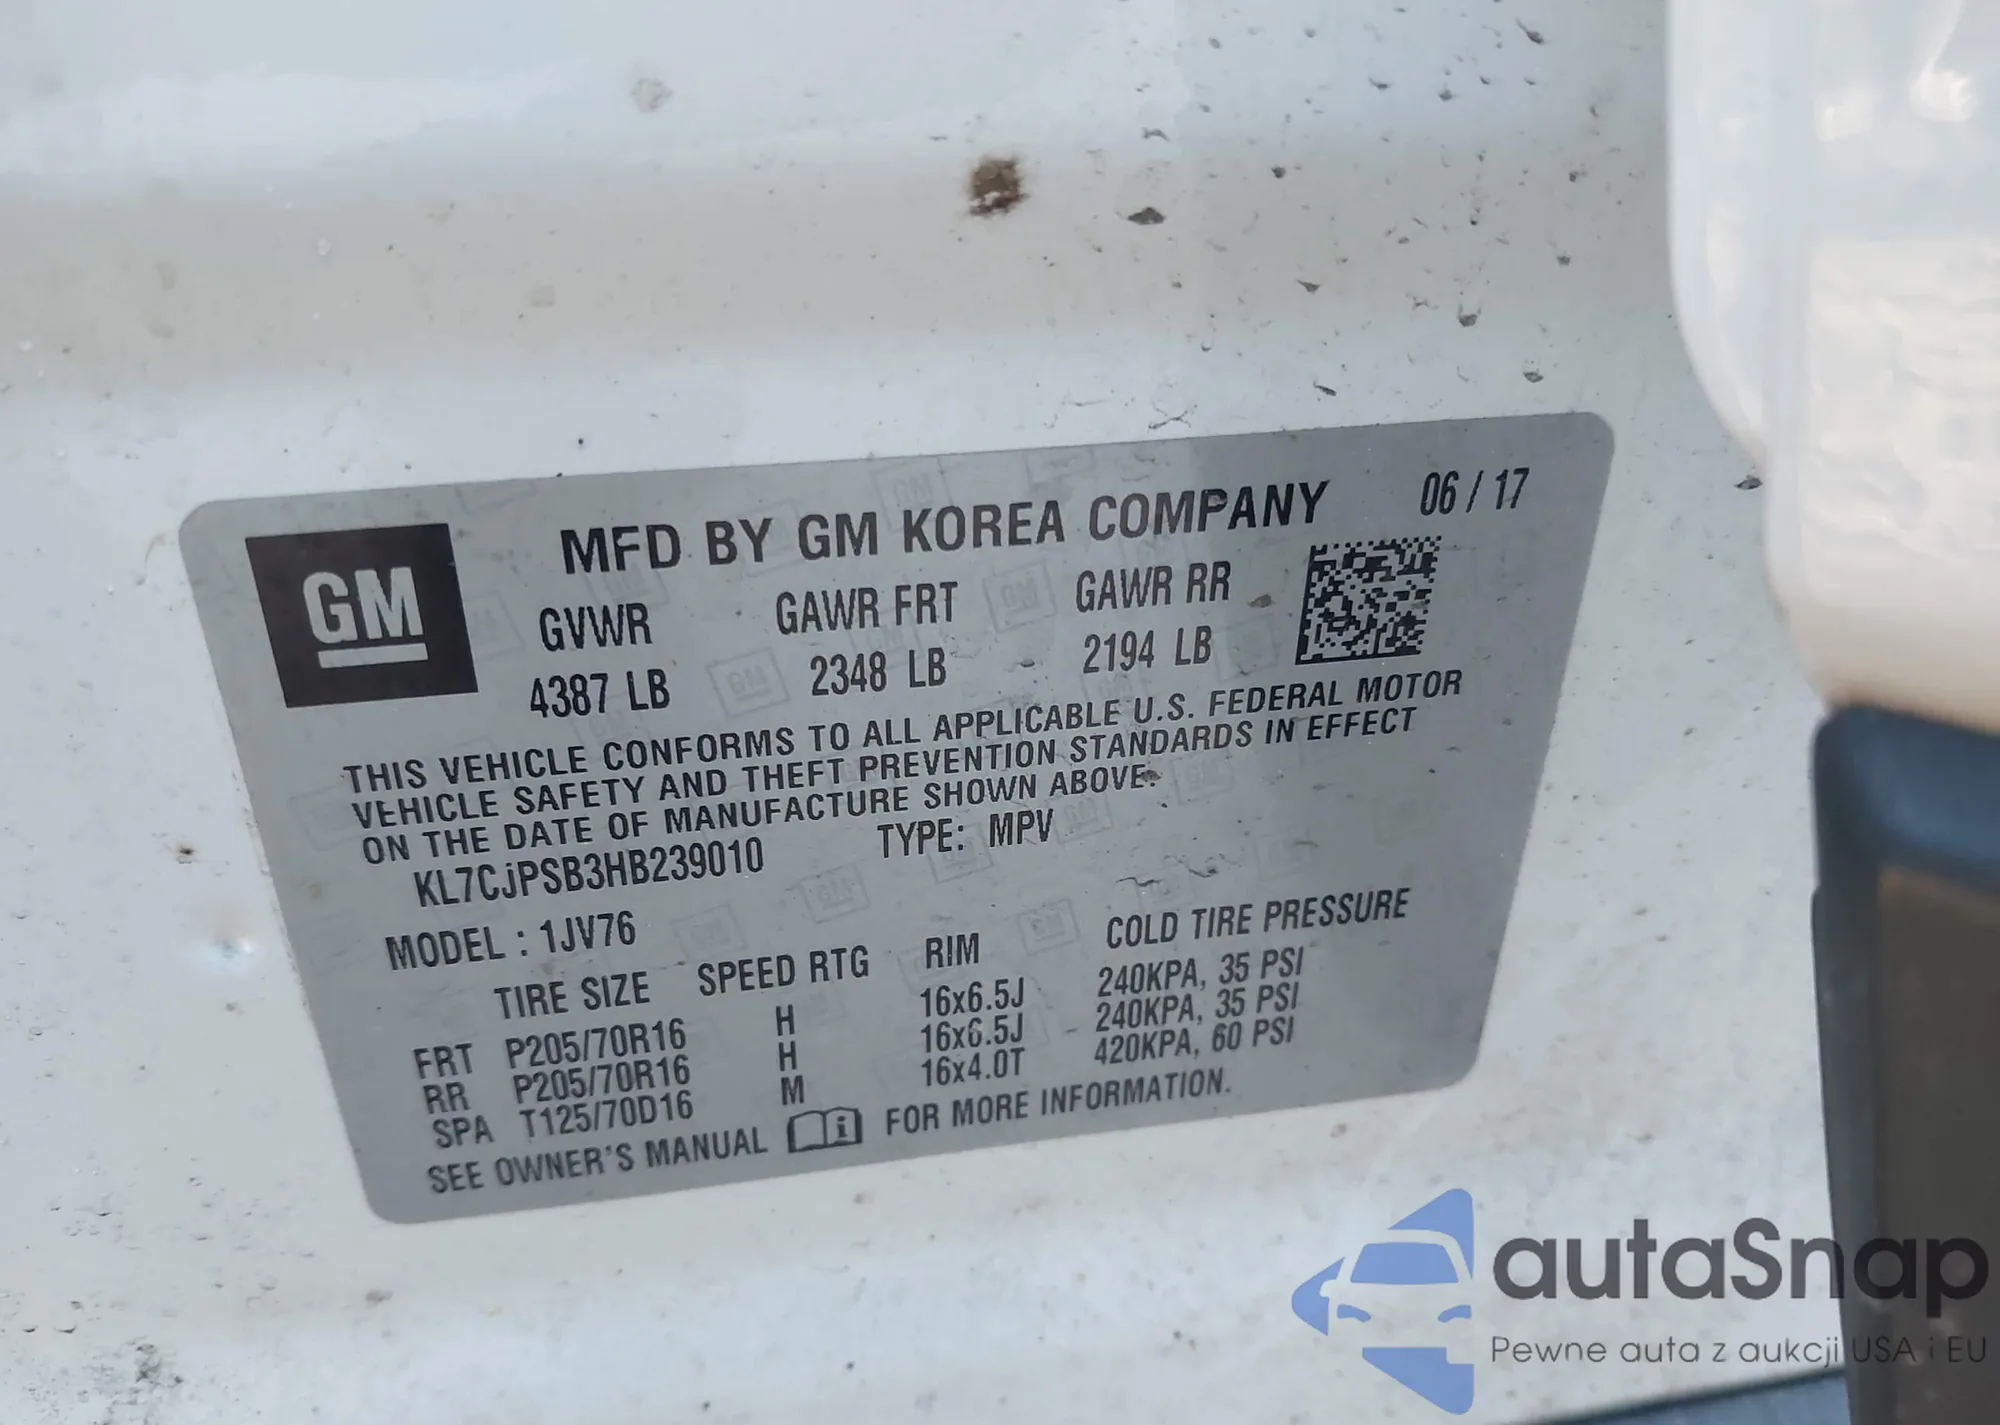 GM
MFD BY GM KOREA COMPANY 06 / 17
GVWR GAWR FRT GAWR RR
4387 LB 2348 LB 2194 LB
THIS VEHICLE CONFORMS TO ALL APPLICABLE U.S. FEDERAL MOTOR
VEHICLE SAFETY AND THEFT PREVENTION STANDARDS IN EFFECT
ON THE DATE OF MANUFACTURE SHOWN ABOVE.
KL7CjPSB3HB239010 TYPE: MPV
MODEL : 1JV76
TIRE SIZE SPEED RTG RIM COLD TIRE PRESSURE
FRT P205/70R16 H 16x6.5J 240KPA, 35 PSI
RR P205/70R16 H 16x6.5J 240KPA, 35 PSI
SPA T125/70D16 M 16x4.0T 420KPA, 60 PSI
SEE OWNER'S MANUAL FOR MORE INFORMATION.
autaSnap
Pewne auta z aukcji USA i EU